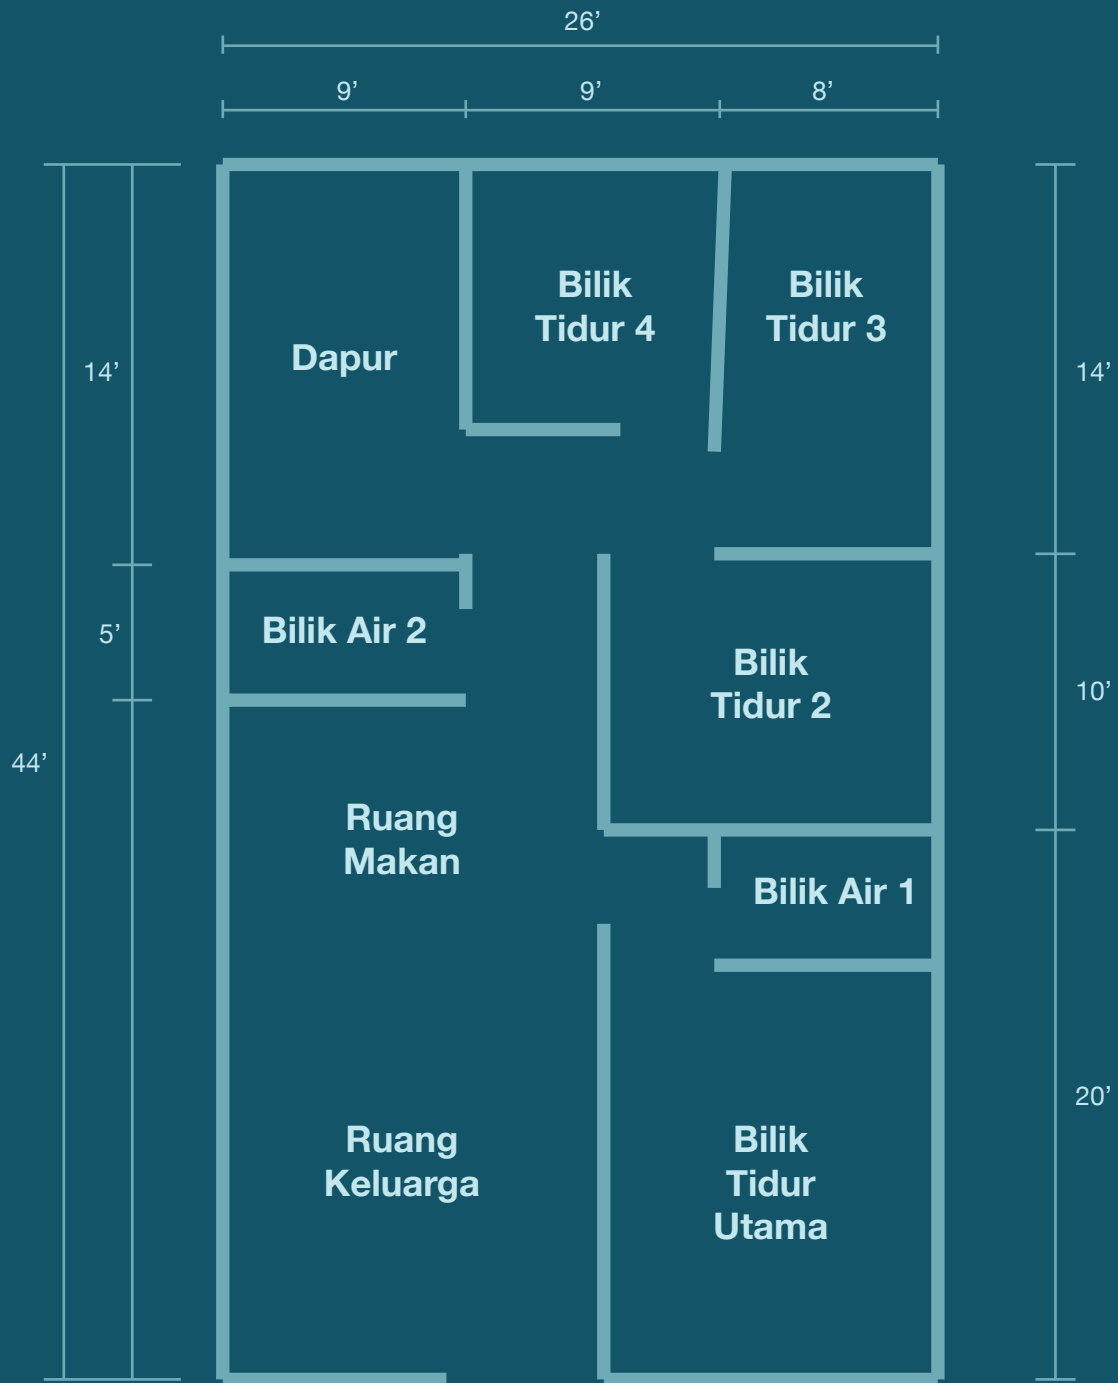 26’
9’
9’
8’
Bilik
Tidur 4
Bilik
Tidur 3
Dapur
14’
14’
Bilik Air 2
5’
Bilik
Tidur 2
10’
44’
Ruang
Makan
Bilik Air 1
20’
Ruang
Keluarga
Bilik
Tidur
Utama